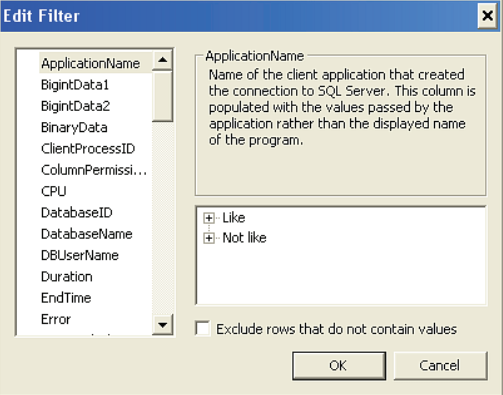 Edit Filter
ApplicationName
BigintData1
BigintData2
BinaryData
ClientProcessID
ColumnPermissi...
CPU
DatabaseID
DatabaseName
DBUserName
Duration
EndTime
Error
ApplicationName
Name of the client application that created
the connection to SQL Server. This column is
populated with the values passed by the
application rather than the displayed name
of the program.
Like
Not like
Exclude rows that do not contain values
OK
Cancel